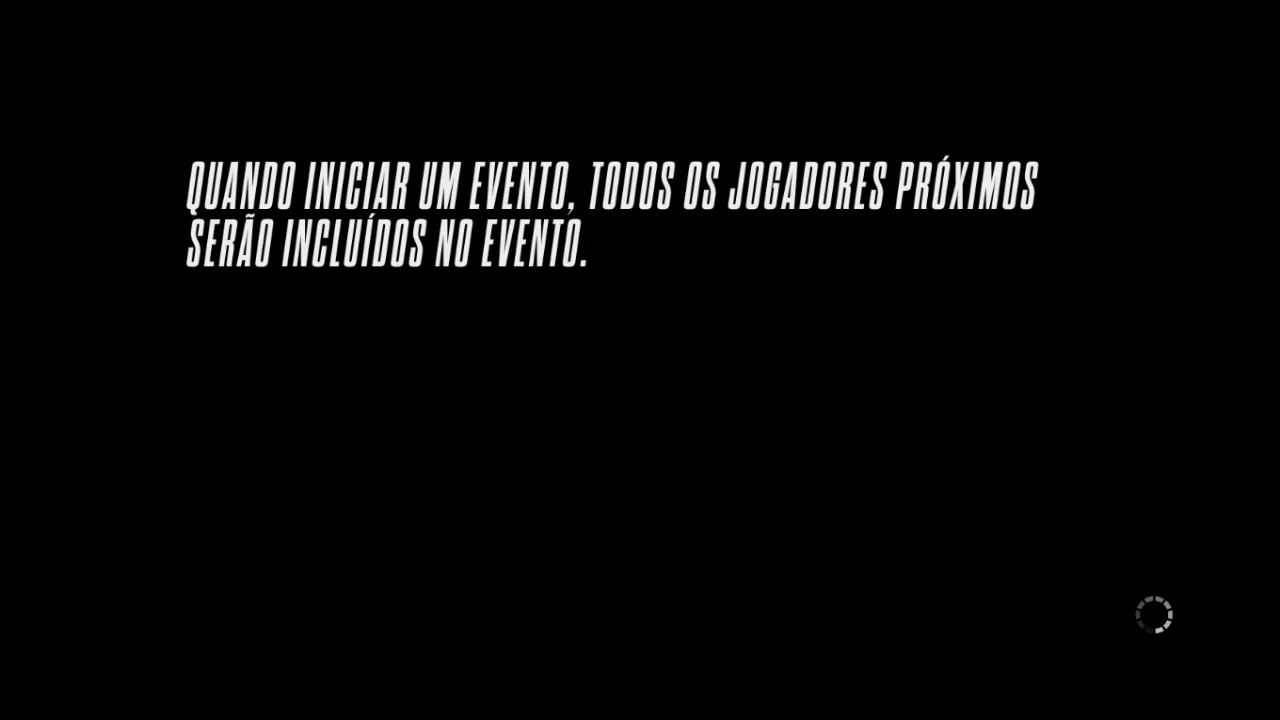 QUANDO INICIAR UM EVENTO, TODOS OS JOGADORES PRÓXIMOS
SERÃO INCLUÍDOS NO EVENTO.